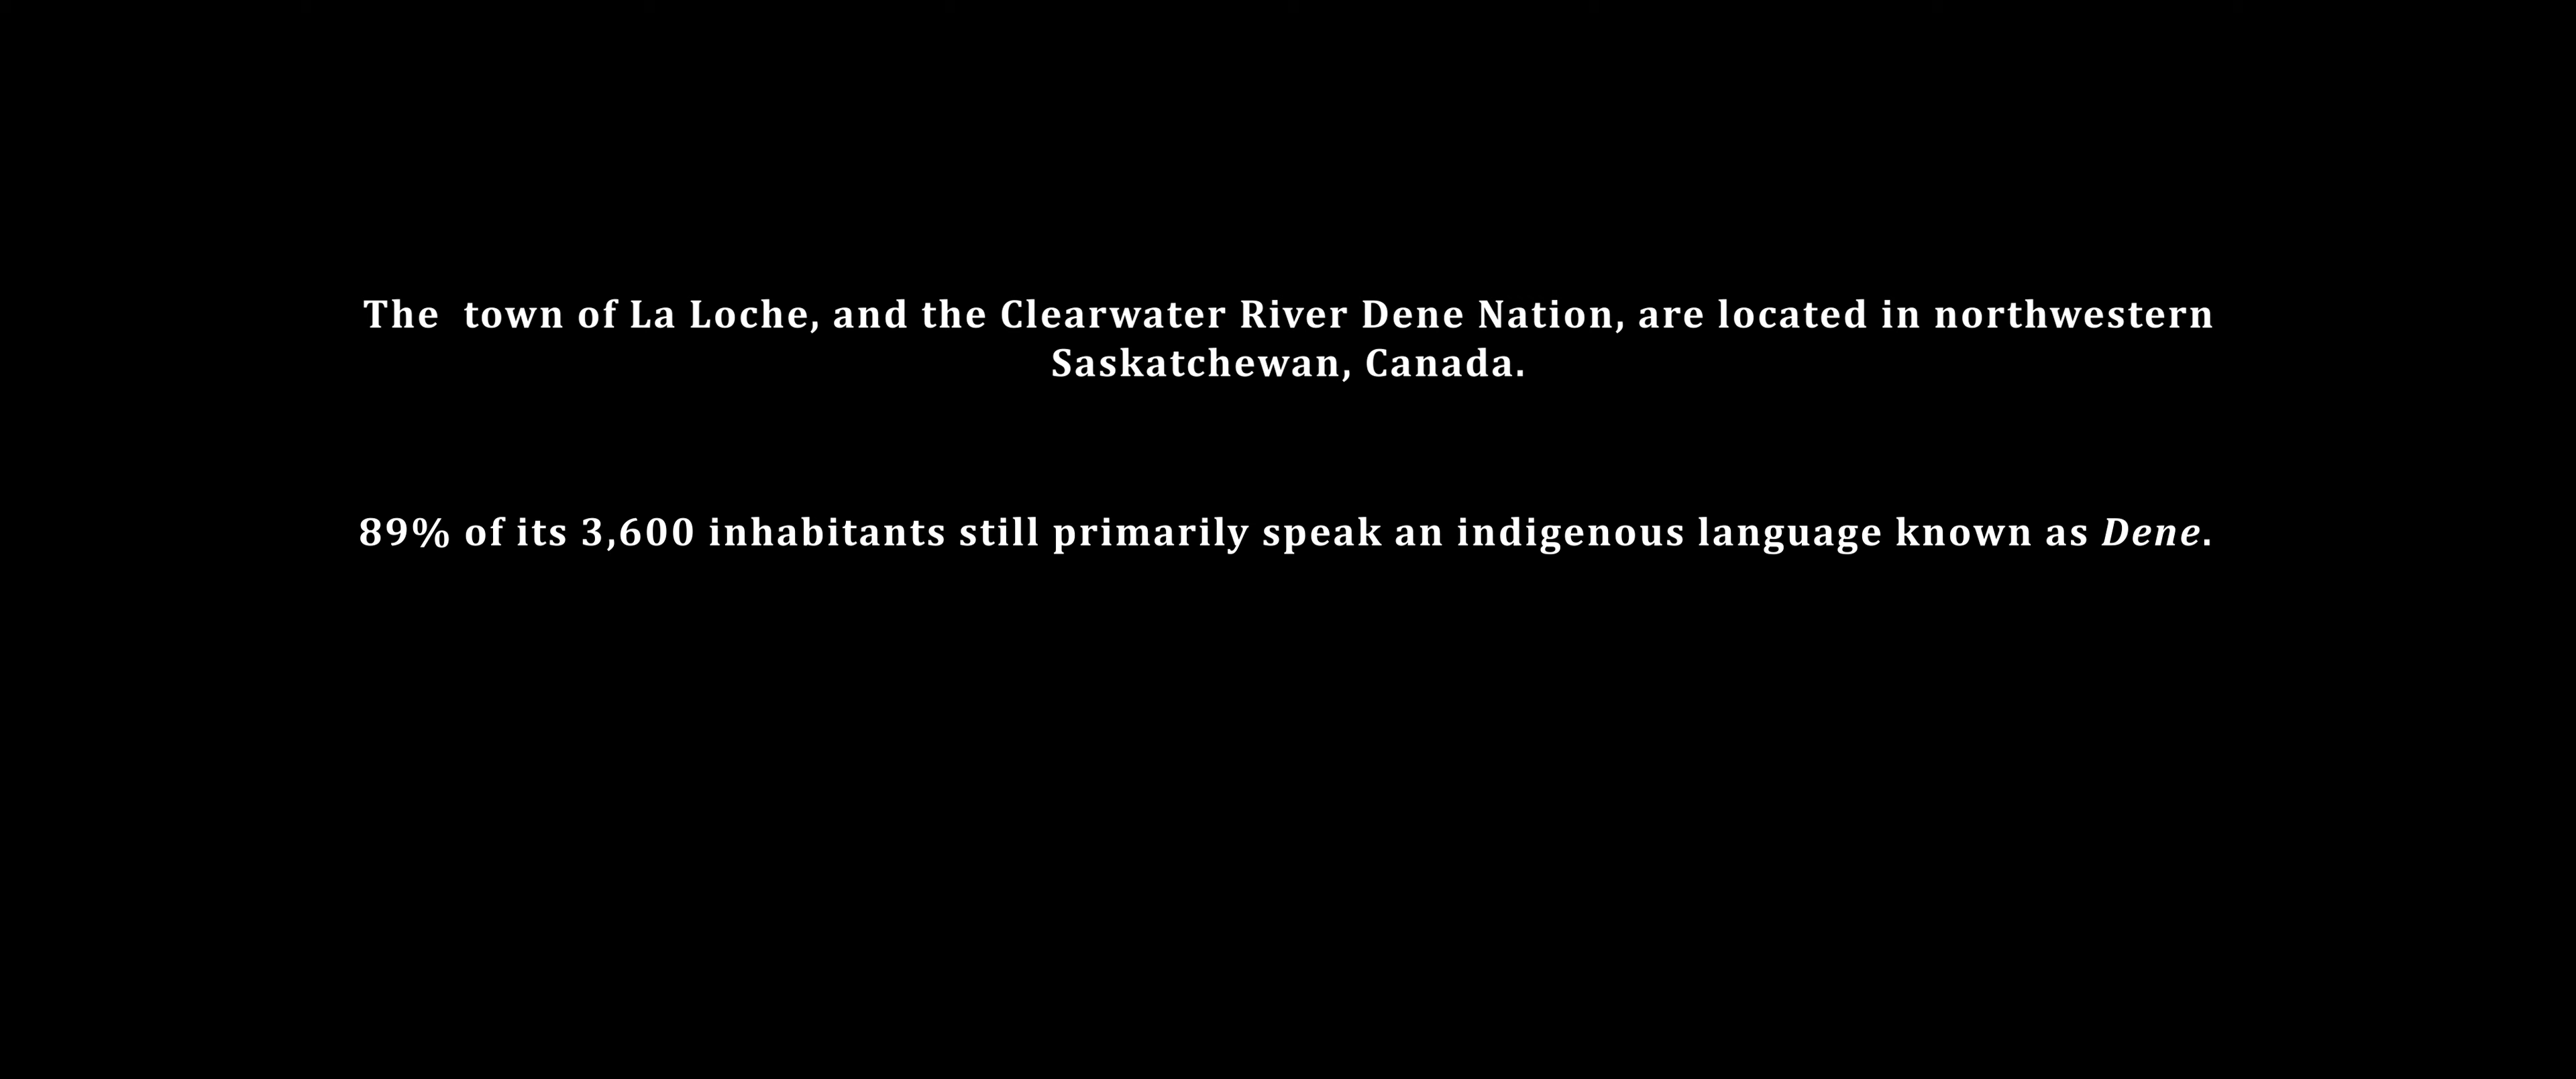 The  town of La Loche, and the Clearwater River Dene Nation, are located in northwestern
Saskatchewan, Canada.
89% of its 3,600 inhabitants still primarily speak an indigenous language known as Dene.